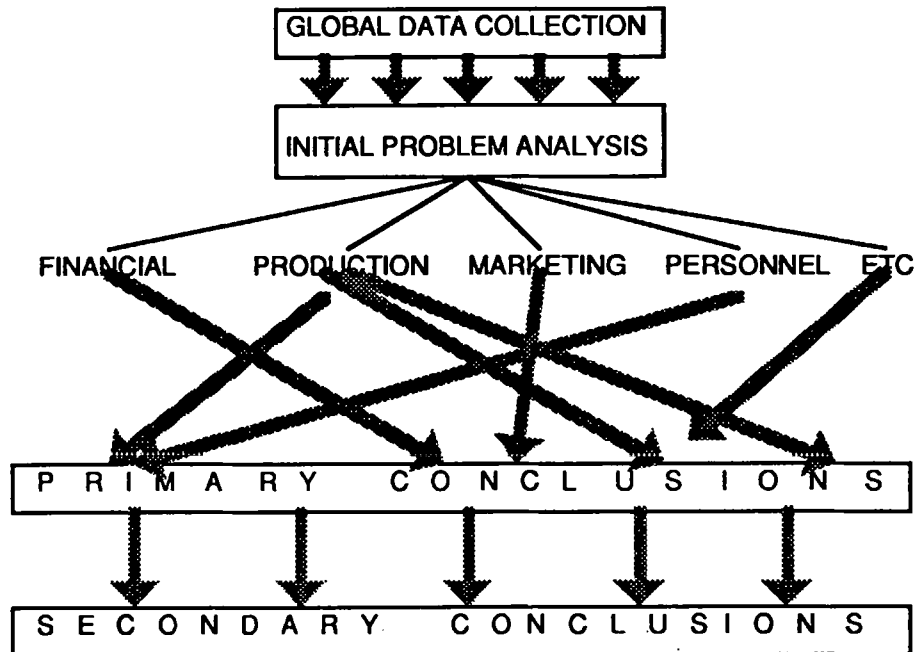 GLOBAL DATA COLLECTION
INITIAL PROBLEM ANALYSIS
FINANCIAL PRODUCTION MARKETING PERSONNEL ETC
PRIMARY CONCLUSIONS
SECONDARY CONCLUSIONS